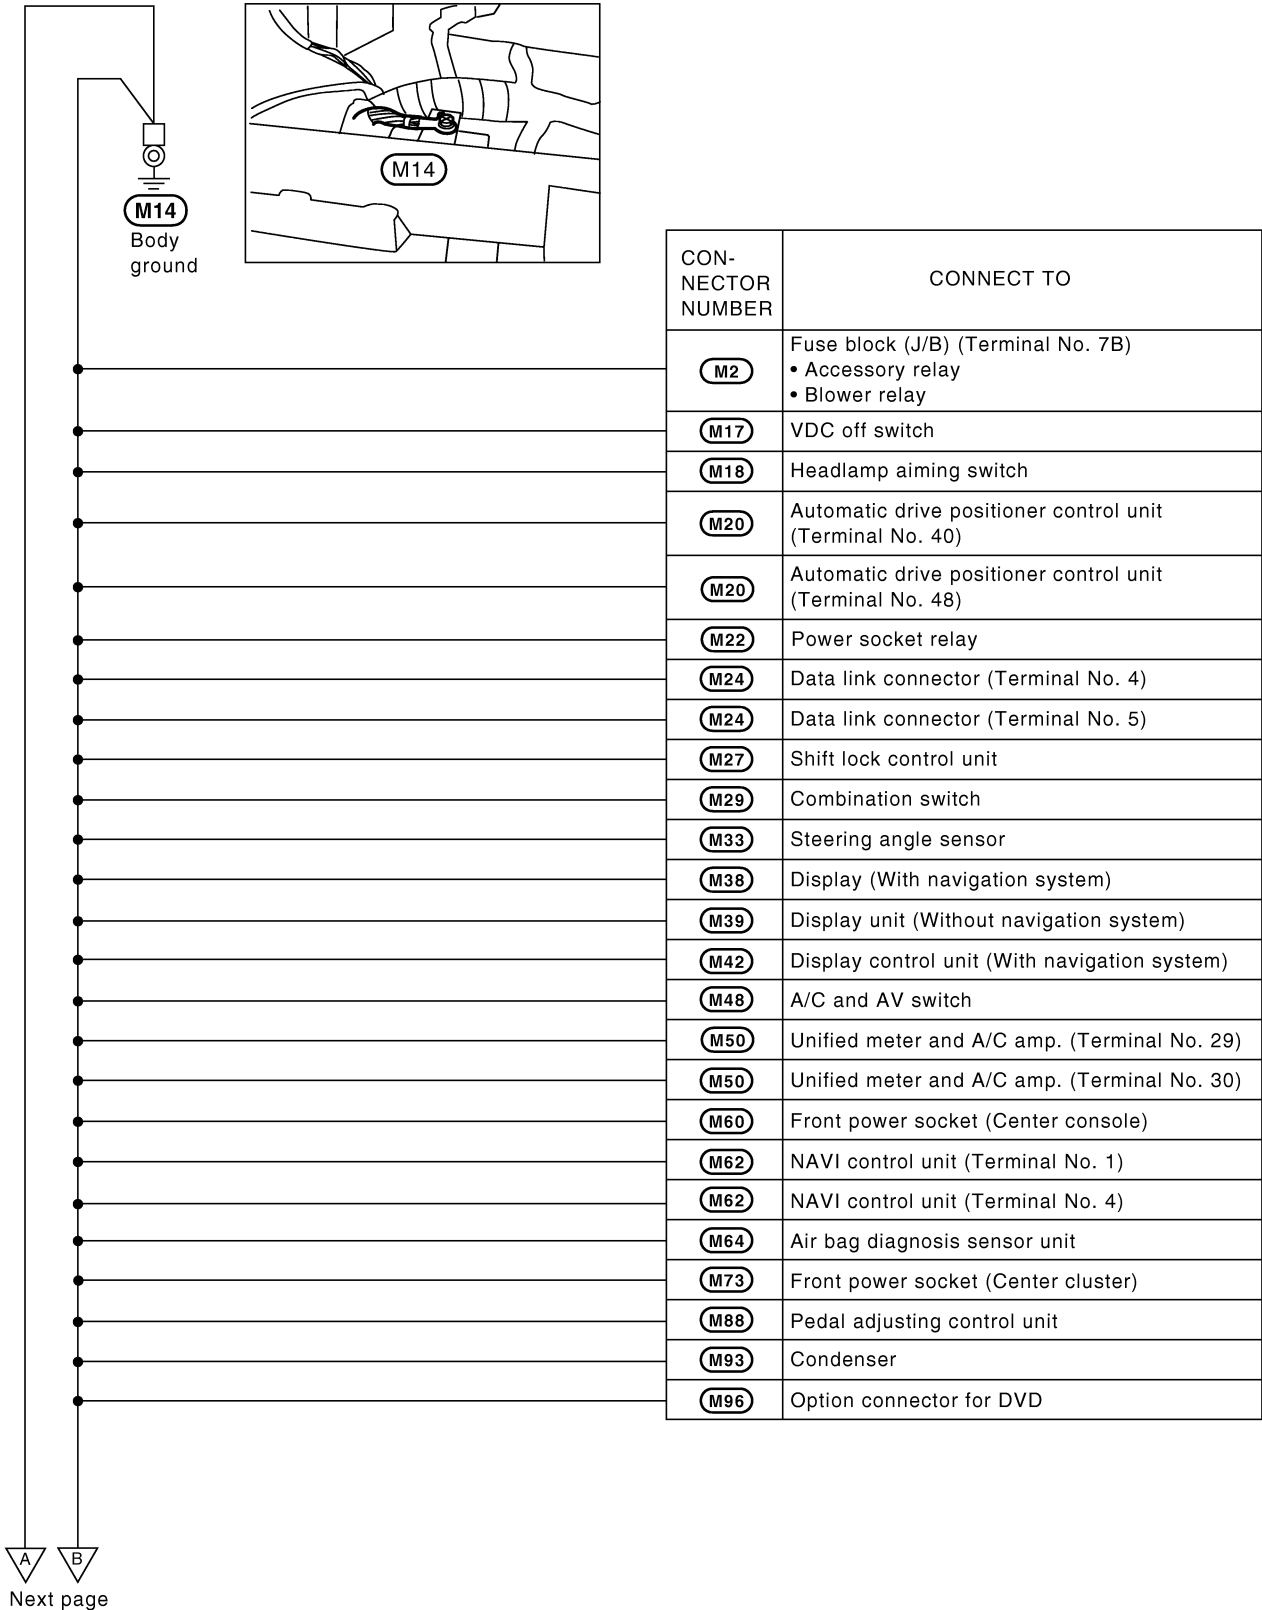 M14
M14
Body
ground
CON-
NECTOR
NUMBER
CONNECT TO
M2
Fuse block (J/B) (Terminal No. 7B)
• Accessory relay
• Blower relay
M17 VDC off switch
M18 Headlamp aiming switch
M20
Automatic drive positioner control unit
(Terminal No. 40)
M20
Automatic drive positioner control unit
(Terminal No. 48)
M22 Power socket relay
M24 Data link connector (Terminal No. 4)
M24 Data link connector (Terminal No. 5)
M27 Shift lock control unit
M29 Combination switch
M33 Steering angle sensor
M38 Display (With navigation system)
M39 Display unit (Without navigation system)
M42 Display control unit (With navigation system)
M48 A/C and AV switch
M50 Unified meter and A/C amp. (Terminal No. 29)
M50 Unified meter and A/C amp. (Terminal No. 30)
M60 Front power socket (Center console)
M62 NAVI control unit (Terminal No. 1)
M62 NAVI control unit (Terminal No. 4)
M64 Air bag diagnosis sensor unit
M73 Front power socket (Center cluster)
M88 Pedal adjusting control unit
M93 Condenser
M96 Option connector for DVD
A B
Next page